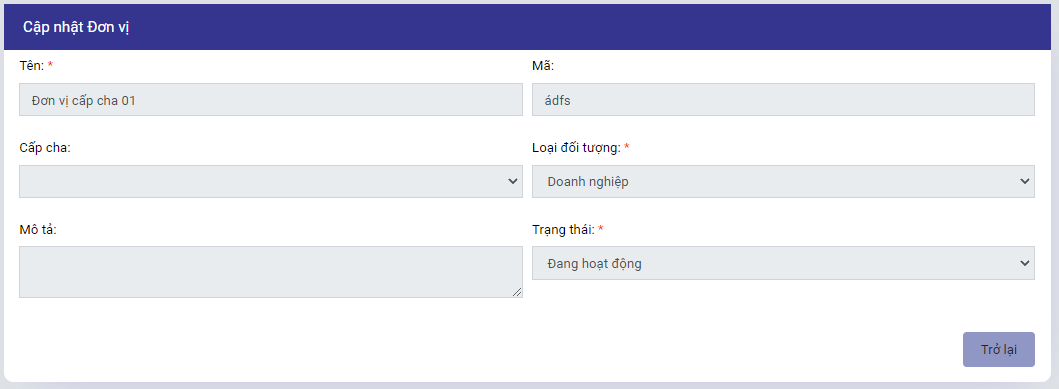 Cập nhật Đơn vị
Tên: *
Mã:
Đơn vị cấp cha 01
ádfs
Cấp cha:
Loại đối tượng: *
Doanh nghiệp
Mô tả:
Trạng thái: *
Đang hoạt động
Trở lại